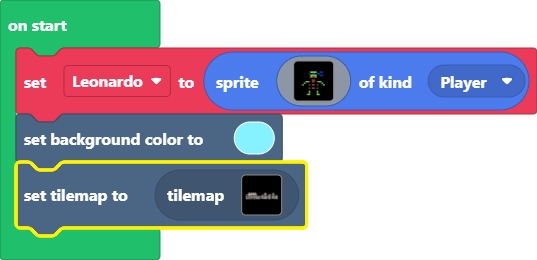 on start
set Leonardo to sprite of kind Player
set background color to
set tilemap to tilemap